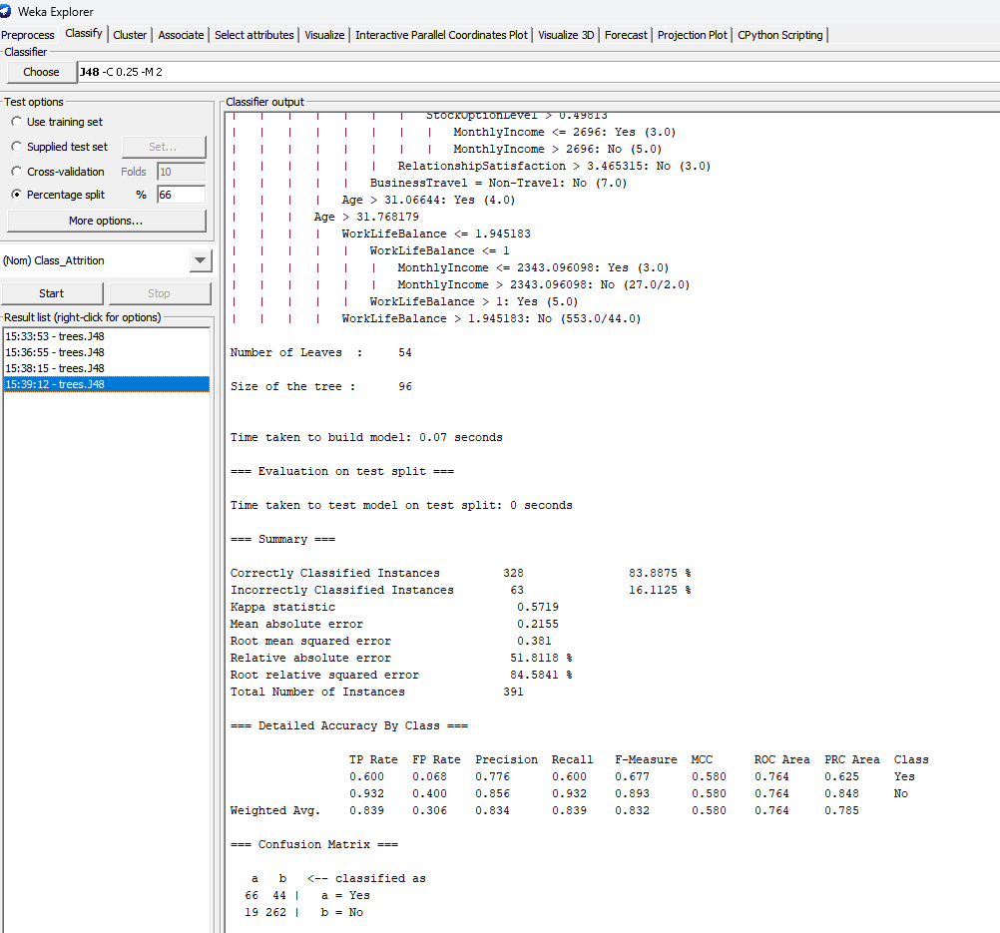 Weka Explorer
Preprocess Classify Cluster Associate Select attributes Visualize Interactive Parallel Coordinates Plot Visualize 3D Forecast Projection Plot CPython Scripting
Classifier
Choose J48 -C 0.25 -M 2
Test options
Use training set
Supplied test set Set...
Cross-validation Folds 10
Percentage split % 66
More options...
(Nom) Class_Attrition
Start Stop
Result list (right-click for options)
15:33:53 - trees.J48
15:36:55 - trees.J48
15:38:15 - trees.J48
15:39:12 - trees.J48
Classifier output
| | | | | | | StockOptionLevel > 0.49813
| | | | | | | | MonthlyIncome <= 2696: Yes (3.0)
| | | | | | | | MonthlyIncome > 2696: No (5.0)
| | | | | | RelationshipSatisfaction > 3.465315: No (3.0)
| | | | | BusinessTravel = Non-Travel: No (7.0)
| | | | Age > 31.06644: Yes (4.0)
| | | Age > 31.768179
| | | | WorkLifeBalance <= 1.945183
| | | | | WorkLifeBalance <= 1
| | | | | | MonthlyIncome <= 2343.096098: Yes (3.0)
| | | | | | MonthlyIncome > 2343.096098: No (27.0/2.0)
| | | | | WorkLifeBalance > 1: Yes (5.0)
| | | | WorkLifeBalance > 1.945183: No (553.0/44.0)
Number of Leaves : 54
Size of the tree : 96
Time taken to build model: 0.07 seconds
=== Evaluation on test split ===
Time taken to test model on test split: 0 seconds
=== Summary ===
Correctly Classified Instances 328 83.8875 %
Incorrectly Classified Instances 63 16.1125 %
Kappa statistic 0.5719
Mean absolute error 0.2155
Root mean squared error 0.381
Relative absolute error 51.8118 %
Root relative squared error 84.5841 %
Total Number of Instances 391
=== Detailed Accuracy By Class ===
TP Rate FP Rate Precision Recall F-Measure MCC ROC Area PRC Area Class
0.600 0.068 0.776 0.600 0.677 0.580 0.764 0.625 Yes
0.932 0.400 0.856 0.932 0.893 0.580 0.764 0.848 No
Weighted Avg. 0.839 0.306 0.834 0.839 0.832 0.580 0.764 0.785
=== Confusion Matrix ===
a b <-- classified as
66 44 | a = Yes
19 262 | b = No